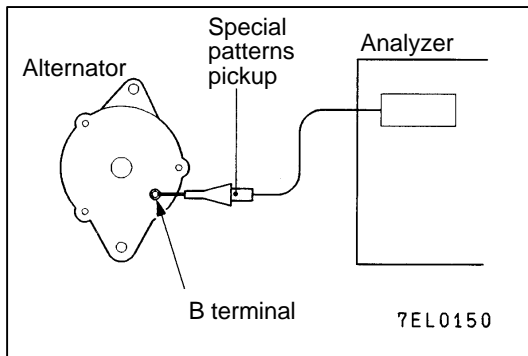 Special
patterns
pickup
Analyzer
Alternator
B terminal
7EL0150